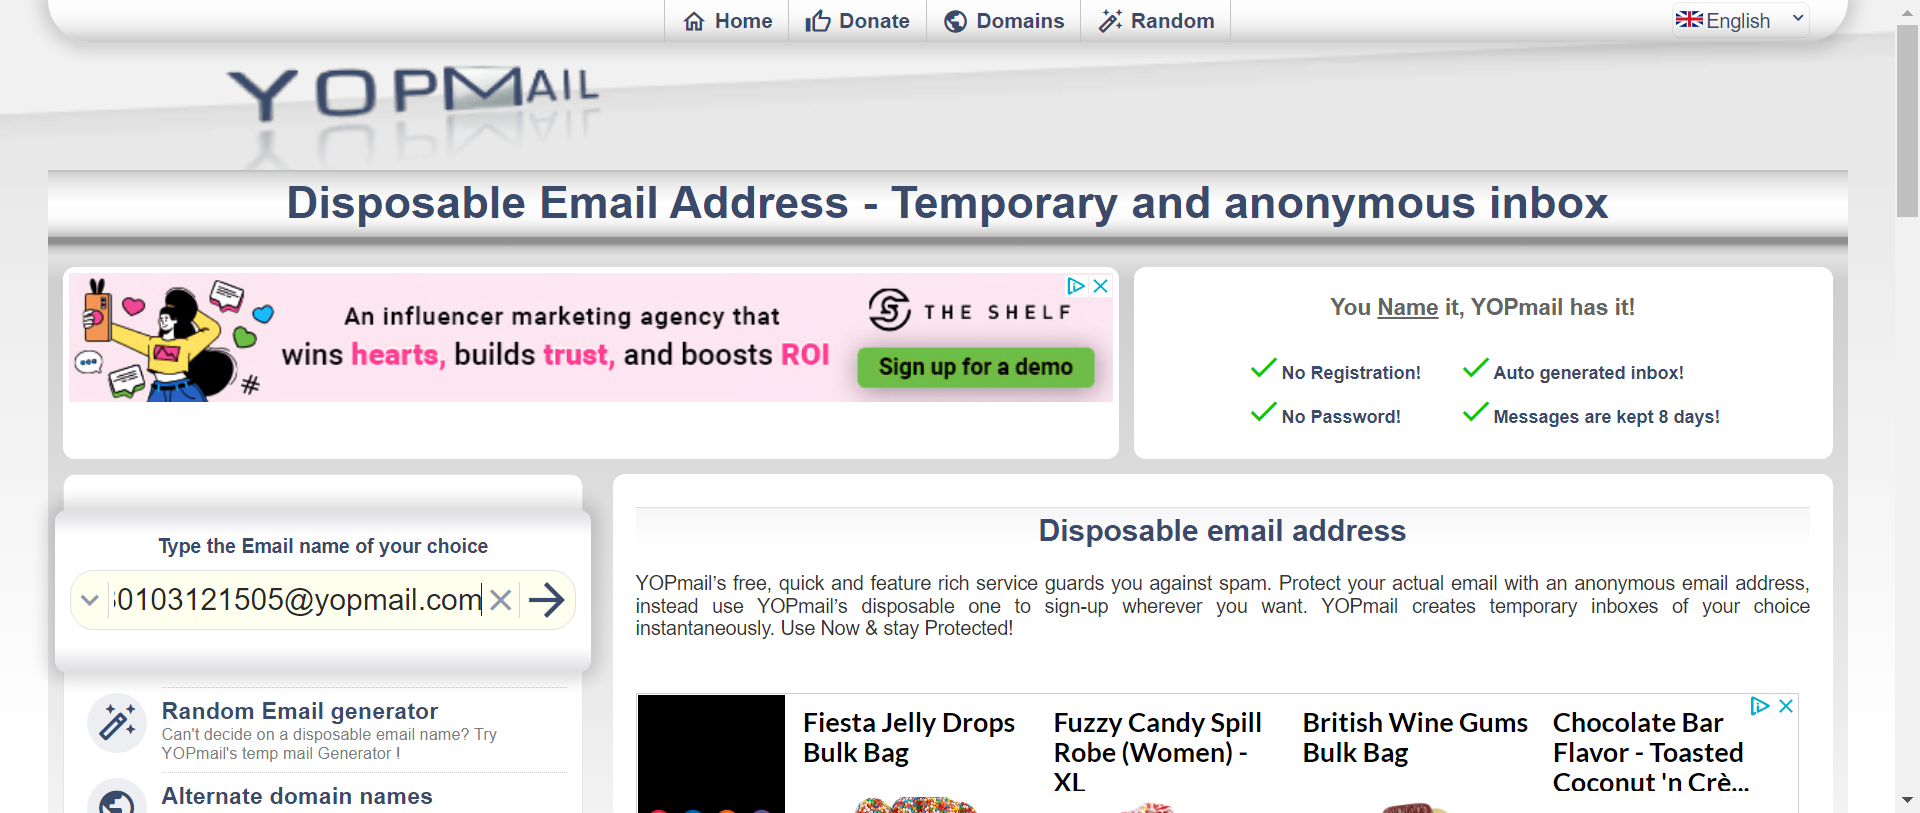 Home
Donate
Domains
Random
English
YOPMAIL
Disposable Email Address - Temporary and anonymous inbox
An influencer marketing agency that
wins hearts, builds trust, and boosts ROI
#
THE SHELF
Sign up for a demo
You Name it, YOPmail has it!
No Registration!
Auto generated inbox!
No Password!
Messages are kept 8 days!
Type the Email name of your choice
0103121505@yopmail.com
Random Email generator
Can't decide on a disposable email name? Try
YOPmail's temp mail Generator !
Alternate domain names
Disposable email address
YOPmail’s free, quick and feature rich service guards you against spam. Protect your actual email with an anonymous email address,
instead use YOPmail’s disposable one to sign-up wherever you want. YOPmail creates temporary inboxes of your choice
instantaneously. Use Now & stay Protected!
Fiesta Jelly Drops
Bulk Bag
Fuzzy Candy Spill
Robe (Women) -
XL
British Wine Gums
Bulk Bag
Chocolate Bar
Flavor - Toasted
Coconut 'n Crè...